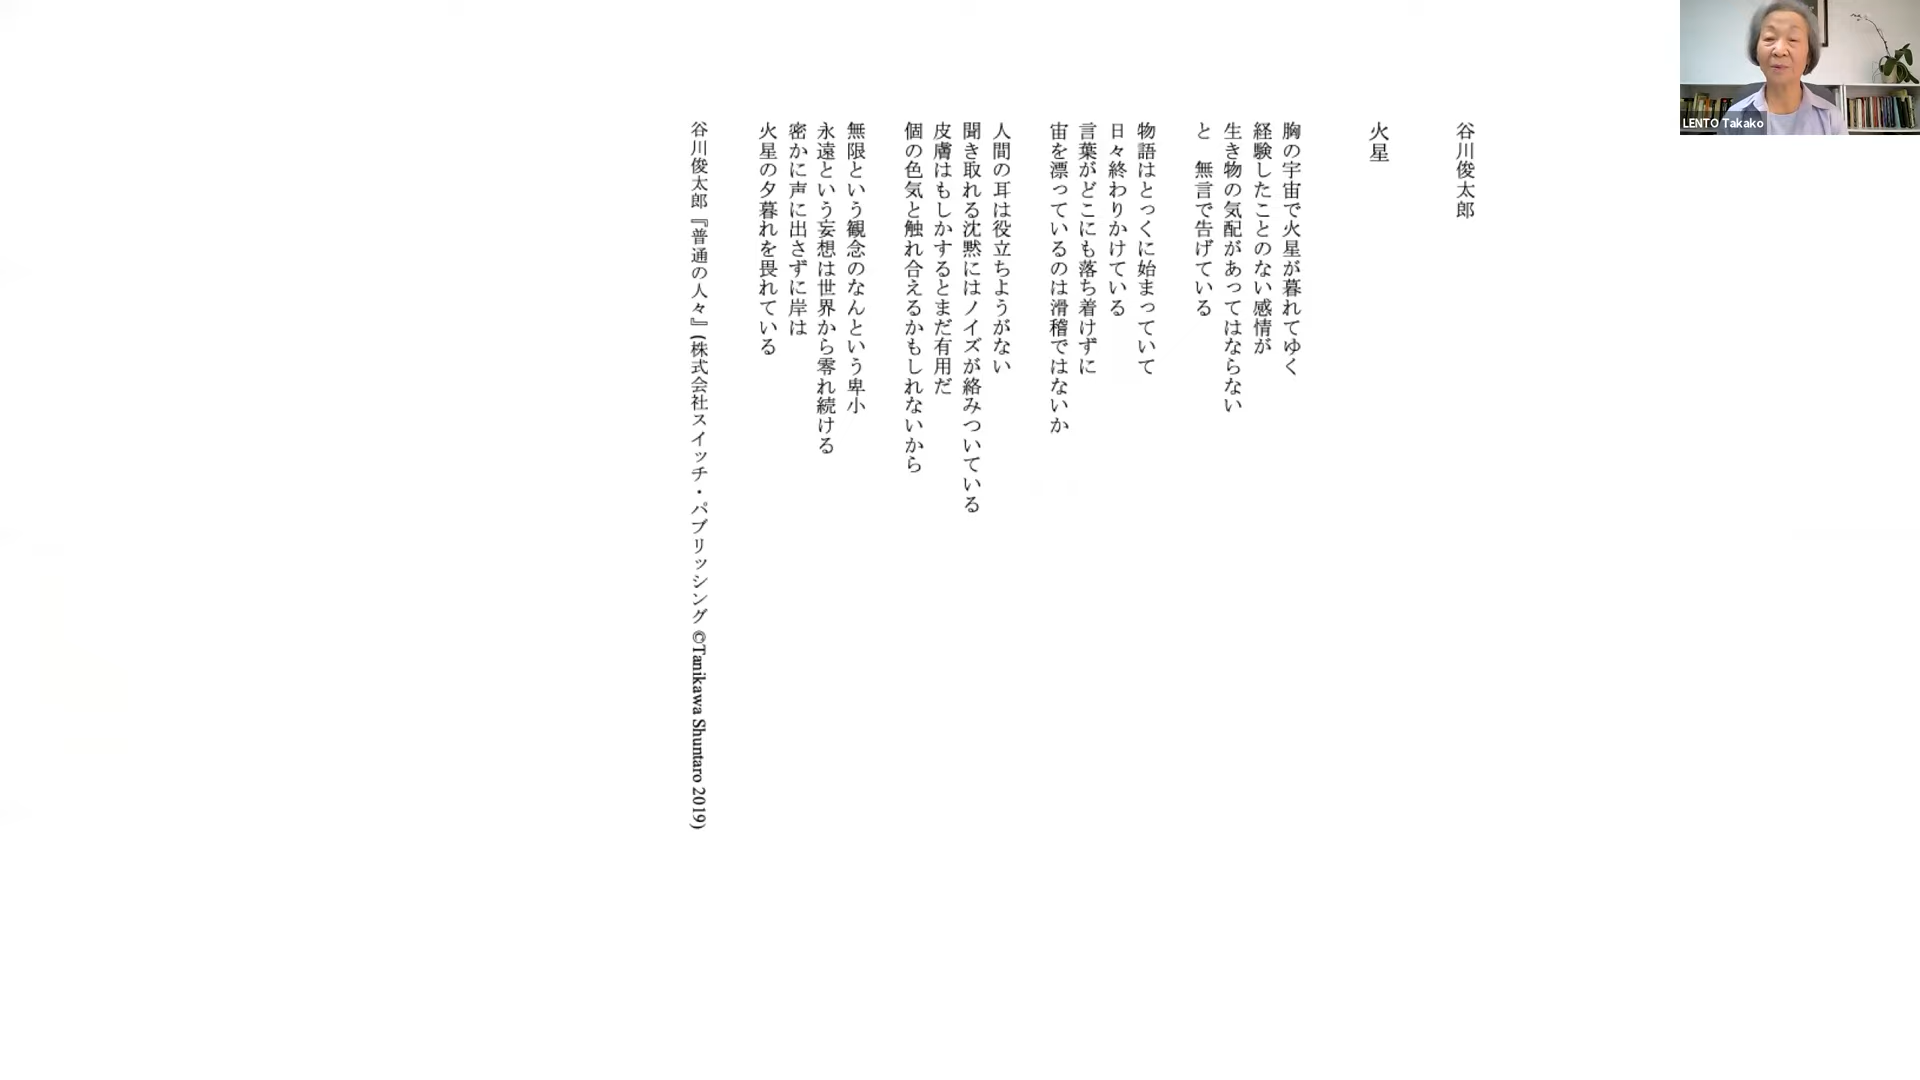 谷川俊太郎
火星
胸の宇宙で火星が暮れてゆく
経験したことのない感情が
生き物の気配があってはならない
と　無言で告げている
物語はとっくに始まっていて
日々終わりかけている
言葉がどこにも落ち着けずに
宙を漂っているのは滑稽ではないか
人間の耳は役立ちようがない
聞き取れる沈黙にはノイズが絡みついている
皮膚はもしかするとまだ有用だ
個の色気と触れ合えるかもしれないから
無限という観念のなんという卑小
永遠という妄想は世界から零れ続ける
密かに声に出さずに岸は
火星の夕暮れを畏れている
谷川俊太郎『普通の人々』(株式会社スイッチ・パブリッシング ©Tanikawa Shuntaro 2019)
LENTO Takako